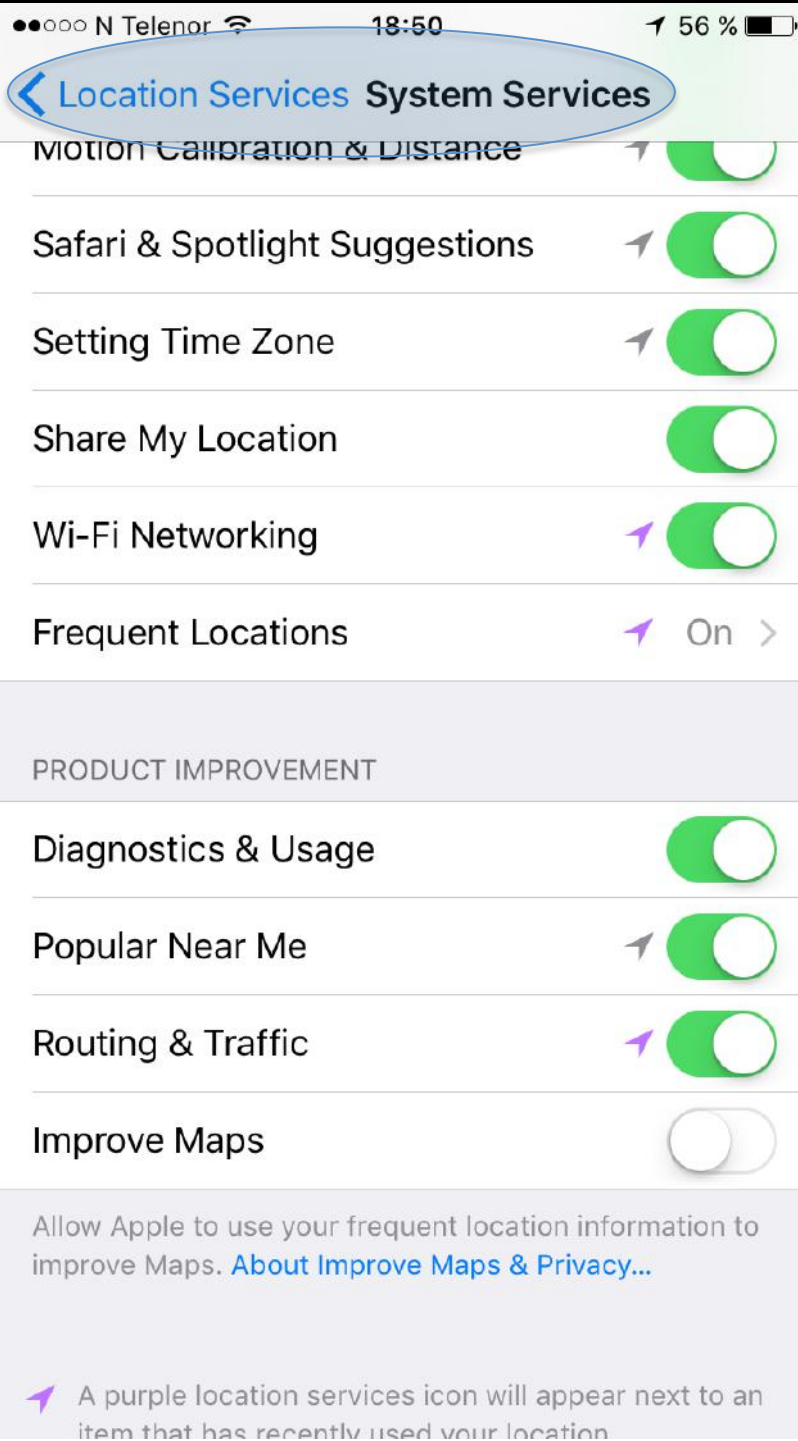 N Telenor 18:50 56 %
Location Services System Services
Motion Calibration & Distance
Safari & Spotlight Suggestions
Setting Time Zone
Share My Location
Wi-Fi Networking
Frequent Locations On
PRODUCT IMPROVEMENT
Diagnostics & Usage
Popular Near Me
Routing & Traffic
Improve Maps
Allow Apple to use your frequent location information to
improve Maps. About Improve Maps & Privacy...
A purple location services icon will appear next to an
item that has recently used your location.